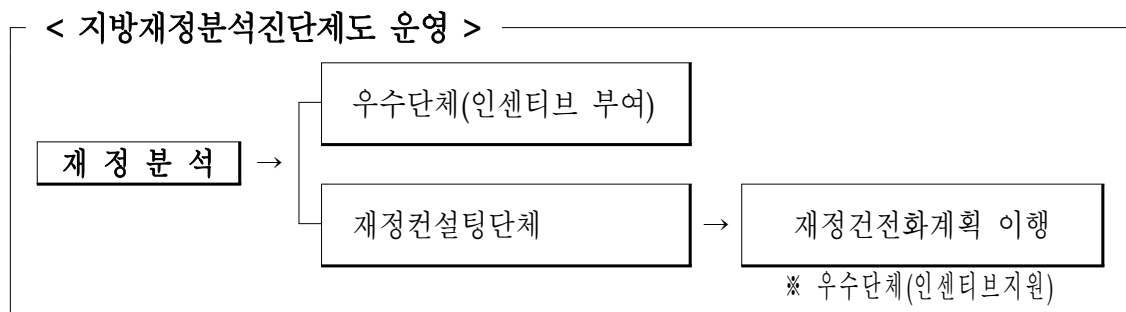 < 지방재정분석진단제도 운영 >
우수단체(인센티브 부여)
재 정 분 석 →
재정컨설팅단체 → 재정건전화계획 이행
※ 우수단체(인센티브지원)